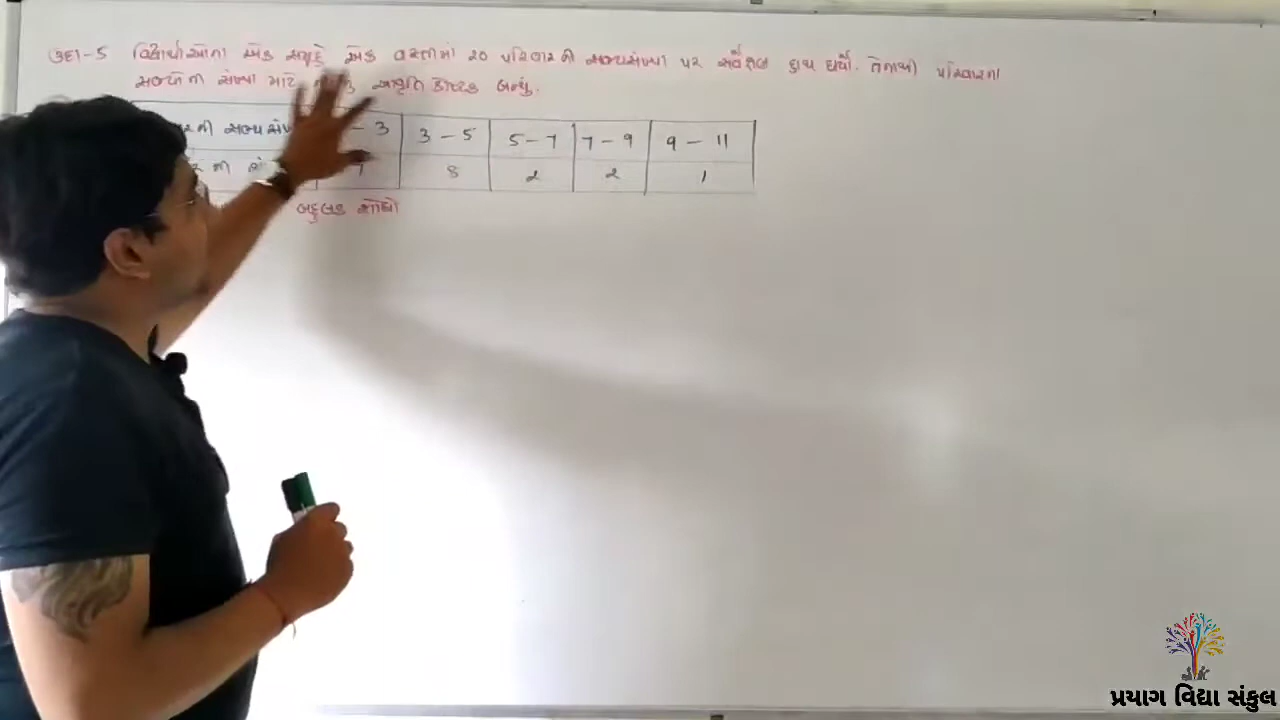 ઉદા-5 વિદ્યાર્થીઓના એક સમૂહે એક વસ્તીમાં ૨૦ પરિવારની સભ્યસંખ્યા પર સર્વેક્ષણ હાથ ધર્યું. તેનાથી પરિવારના
સભ્યોની સંખ્યા માટે આવૃત્તિ કોષ્ટક બન્યું.
ની સભ્ય સં - 3 3 - 5 5 - 7 7 - 9 9 - 11
ની 7 8 2 2 1
બહુલક શોધો
પ્રયાગ વિદ્યા સંકુલ